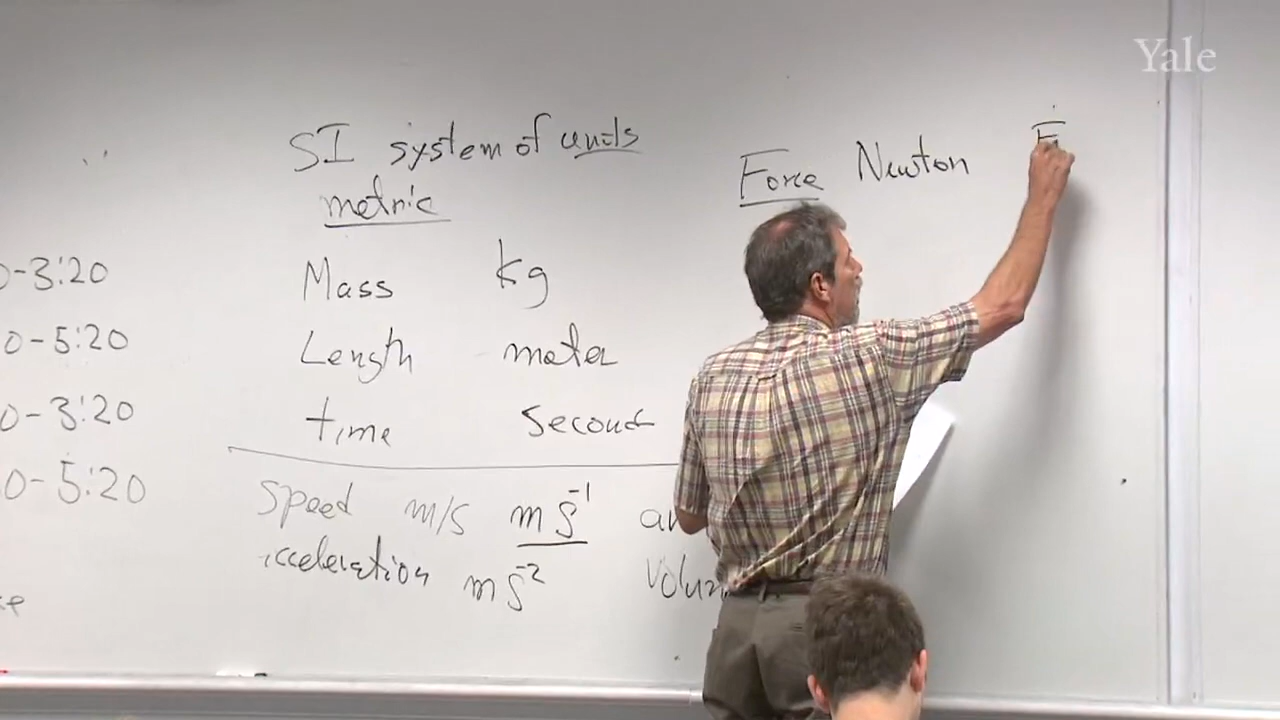 Yale
SI system of units
metric
Force Newton F
0-3:20
Mass kg
0-5:20
Length meter
0-3:20
time second
0-5:20
speed m/s m s⁻¹
acceleration m s⁻²